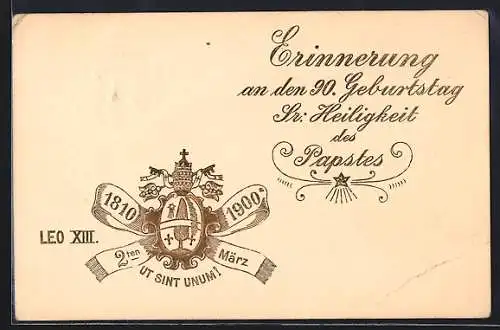 Erinnerung
an den 90. Geburtstag
Sr: Heiligkeit
des
Papstes
1810 1900.
LEO XIII.
2ten März
UT SINT UNUM!